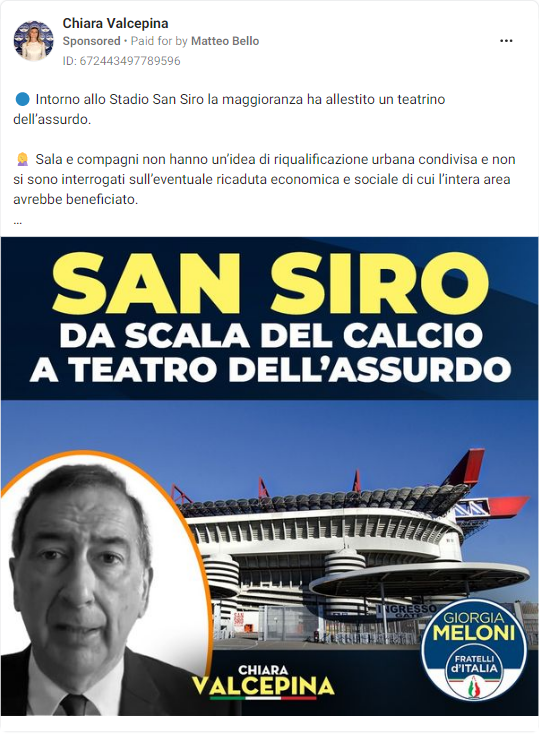 Chiara Valcepina
Sponsored • Paid for by Matteo Bello
ID: 672443497789596
Intorno allo Stadio San Siro la maggioranza ha allestito un teatrino
dell'assurdo.
Sala e compagni non hanno un'idea di riqualificazione urbana condivisa e non
si sono interrogati sull'eventuale ricaduta economica e sociale di cui l'intera area
avrebbe beneficiato.
...
SAN SIRO
DA SCALA DEL CALCIO
A TEATRO DELL'ASSURDO
INGRESSO
GATE
CHIARA
VALCEPINA
GIORGIA
MELONI
FRATELLI
d'ITALIA